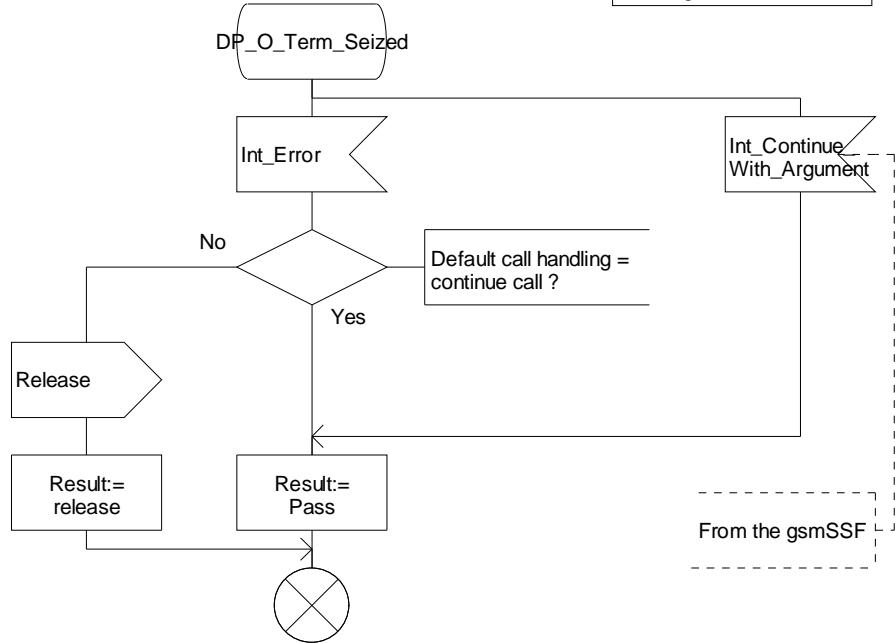 DP_O_Term_Seized
Int_Error
Int_Continue_
With_Argument
No
Default call handling =
continue call ?
Yes
Release
Result:=
release
Result:=
Pass
From the gsmSSF